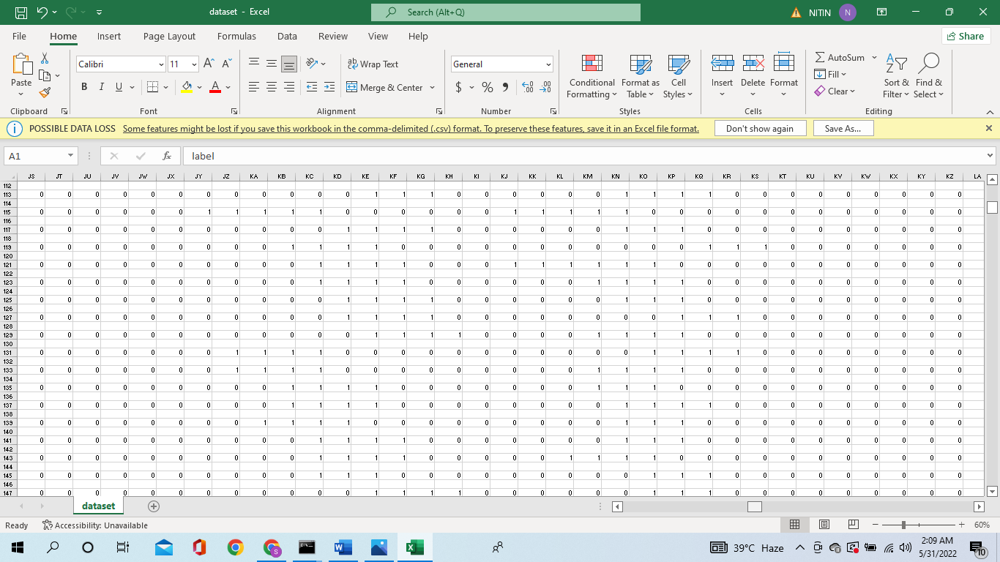 dataset - Excel
Search (Alt+Q)
NITIN
N
File Home Insert Page Layout Formulas Data Review View Help
Share
Paste
Calibri 11
B I U
Wrap Text
Merge & Center
General
$ % 9
Conditional Formatting
Format as Table
Cell Styles
Insert Delete Format
AutoSum
Fill
Clear
Sort & Filter
Find & Select
Clipboard Font Alignment Number Styles Cells Editing
POSSIBLE DATA LOSS Some features might be lost if you save this workbook in the comma-delimited (.csv) format. To preserve these features, save it in an Excel file format. Don't show again Save As...
A1 fx label
JS JT JU JV JW JX JY JZ KA KB KC KD KE KF KG KH KI KJ KK KL KM KN KO KP KQ KR KS KT KU KV KW KX KY KZ LA
112
113 0 0 0 0 0 0 0 0 0 0 0 0 1 1 1 0 0 0 0 0 0 1 1 1 1 0 0 0 0 0 0 0 0 0
114
115 0 0 0 0 0 0 1 1 1 1 1 0 0 0 0 0 0 1 1 1 1 1 0 0 0 0 0 0 0 0 0 0 0 0
116
117 0 0 0 0 0 0 0 0 0 0 0 1 1 1 1 0 0 0 0 0 0 1 1 1 0 0 0 0 0 0 0 0 0 0
118
119 0 0 0 0 0 0 0 0 0 1 1 1 1 0 0 0 0 0 0 0 0 0 0 0 1 1 1 0 0 0 0 0 0 0
120
121 0 0 0 0 0 0 0 0 0 0 1 1 1 1 0 0 0 1 1 1 1 1 1 0 0 0 0 0 0 0 0 0 0 0
122
123 0 0 0 0 0 0 0 0 0 0 1 1 1 1 0 0 0 0 0 0 1 1 1 1 0 0 0 0 0 0 0 0 0 0
124
125 0 0 0 0 0 0 0 0 0 0 0 1 1 1 1 0 0 0 0 0 0 1 1 1 0 0 0 0 0 0 0 0 0 0
126
127 0 0 0 0 0 0 0 0 0 0 0 1 1 1 1 0 0 0 0 0 0 0 0 1 1 1 0 0 0 0 0 0 0 0
128
129 0 0 0 0 0 0 0 0 0 0 0 0 1 1 1 1 0 0 0 0 1 1 1 1 0 0 0 0 0 0 0 0 0 0
130
131 0 0 0 0 0 0 0 1 1 1 1 0 0 0 0 0 0 0 0 0 0 0 1 1 1 1 0 0 0 0 0 0 0 0
132
133 0 0 0 0 0 0 0 1 1 1 1 0 0 0 0 0 0 0 0 0 1 1 1 1 0 0 0 0 0 0 0 0 0 0
134
135 0 0 0 0 0 0 0 0 0 1 1 1 1 0 0 0 0 0 0 0 1 1 1 0 0 0 0 0 0 0 0 0 0 0
136
137 0 0 0 0 0 0 0 0 0 1 1 1 1 0 0 0 0 0 0 0 0 1 1 1 1 0 0 0 0 0 0 0 0 0
138
139 0 0 0 0 0 0 0 0 1 1 1 1 0 0 0 0 0 0 0 0 0 1 1 1 0 0 0 0 0 0 0 0 0 0
140
141 0 0 0 0 0 0 0 0 0 0 1 1 1 1 0 0 0 0 0 0 0 1 1 1 0 0 0 0 0 0 0 0 0 0
142
143 0 0 0 0 0 0 0 0 0 0 1 1 1 1 0 0 0 0 0 1 1 1 1 0 0 0 0 0 0 0 0 0 0 0
144
145 0 0 0 0 0 0 0 0 0 0 1 1 1 0 0 0 0 0 0 0 0 0 1 1 1 0 0 0 0 0 0 0 0 0
146
147 0 0 0 0 0 0 0 0 0 0 0 0 1 1 1 1 0 0 0 0 0 0 1 1 1 0 0 0 0 0 0 0 0 0
dataset
Ready Accessibility: Unavailable 60%
39°C Haze
2:09 AM
5/31/2022
10